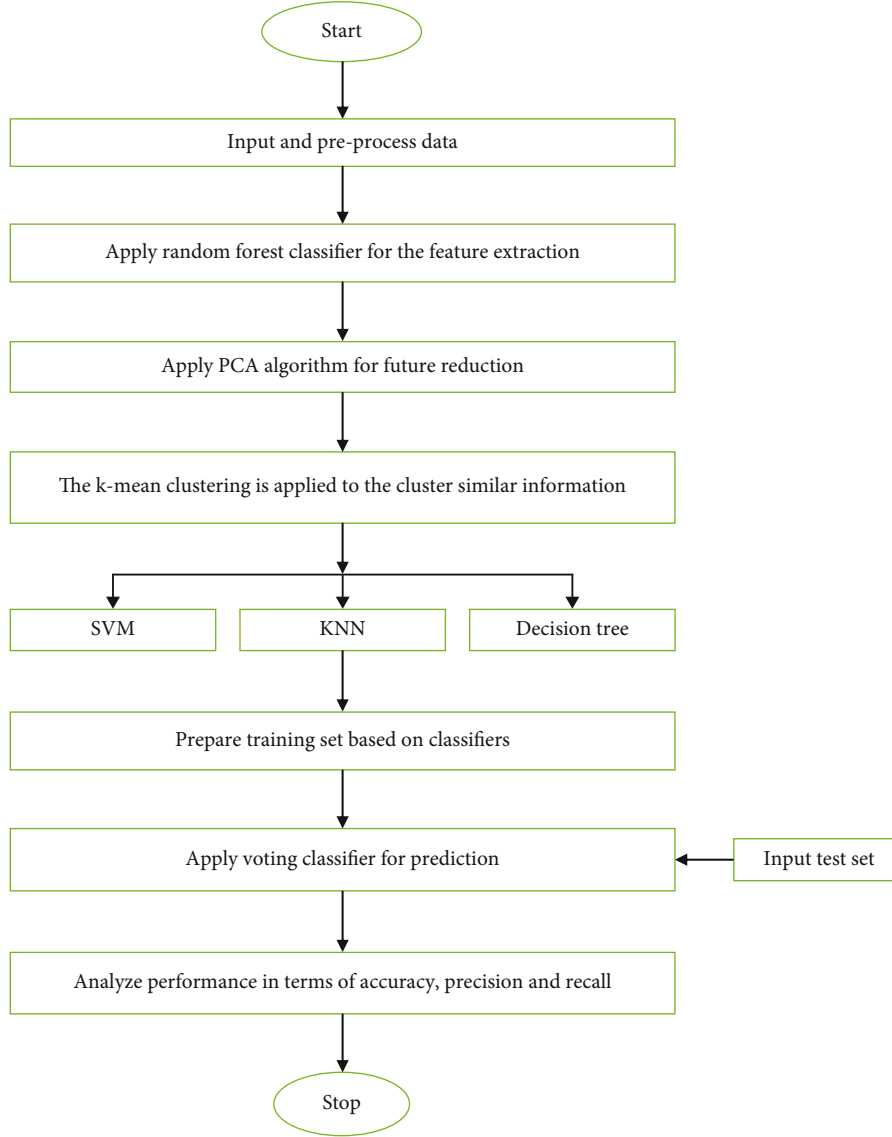 Start
Input and pre-process data
Apply random forest classifier for the feature extraction
Apply PCA algorithm for future reduction
The k-mean clustering is applied to the cluster similar information
SVM
KNN
Decision tree
Prepare training set based on classifiers
Apply voting classifier for prediction
Input test set
Analyze performance in terms of accuracy, precision and recall
Stop